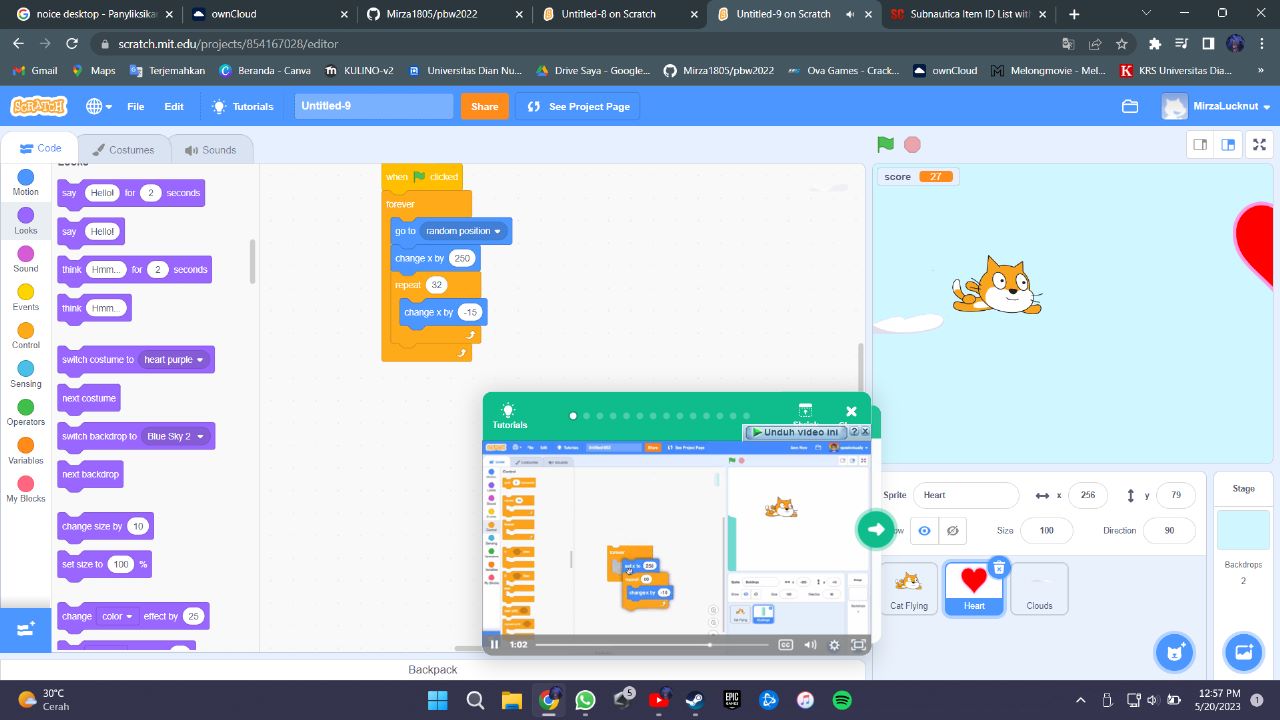 noice desktop - Panyliksikan
ownCloud
Mirza1805/pbw2022
Untitled-8 on Scratch
Untitled-9 on Scratch
Subnautica Item ID List with
scratch.mit.edu/projects/854167028/editor
Gmail
Maps
Terjemahkan
Beranda - Canva
KULINO-v2
Universitas Dian Nu...
Drive Saya - Google...
Mirza1805/pbw2022
Ova Games - Crack...
ownCloud
Melongmovie - Mel...
KRS Universitas Dia...
»
SCRATCH
File
Edit
Tutorials
Untitled-9
Share
See Project Page
MirzaLucknut
Code
Costumes
Sounds
Motion
Looks
Sound
Events
Control
Sensing
Operators
Variables
My Blocks
Looks
say Hello! for 2 seconds
say Hello!
think Hmm... for 2 seconds
think Hmm...
switch costume to heart purple
next costume
switch backdrop to Blue Sky 2
next backdrop
change size by 10
set size to 100 %
change color effect by 25
when clicked
forever
go to random position
change x by 250
repeat 32
change x by -15
score 27
Tutorials
Unduh video ini
1:02
CC
Sprite Heart x 256 y
Size 100 Direction 90
Cat Flying
Heart
Clouds
Stage
Backdrops
2
Backpack
30°C
Cerah
5
EPIC
GAMES
12:57 PM
5/20/2023
1